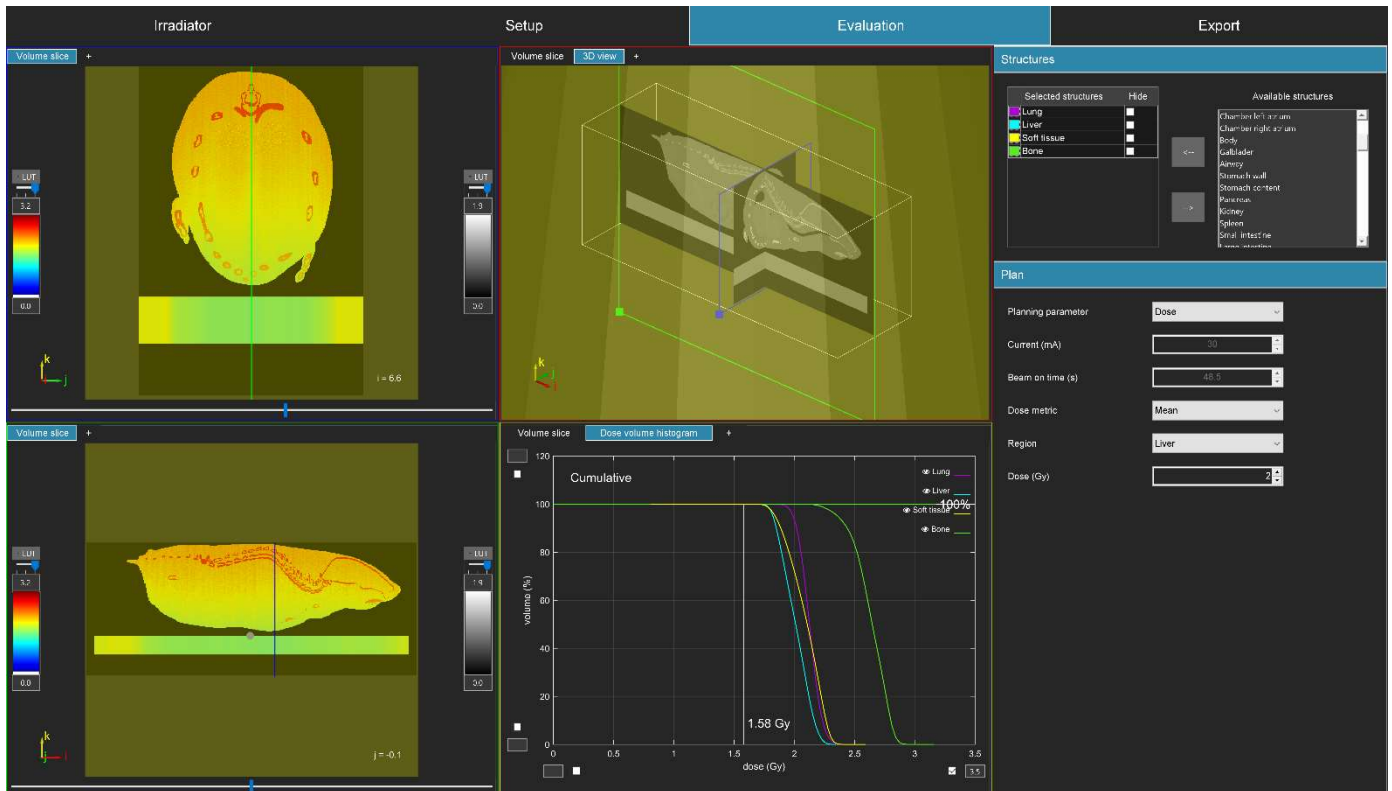 Irradiator Setup Evaluation Export
Volume slice +
LUT
3.2
0.0
LUT
1.9
0.0
k
j
i = 6.6
Volume slice 3D view +
k
j
Structures
Selected structures Hide
Lung
Liver
Soft tissue
Bone
<--
-->
Available structures
Chamber left atrium
Chamber right atrium
Body
Galbladder
Airway
Stomach wall
Stomach content
Pancreas
Kidney
Spleen
Small intestine
Large intestine
Plan
Planning parameter Dose
Current (mA) 30
Beam on time (s) 48.5
Dose metric Mean
Region Liver
Dose (Gy) 2
Volume slice +
LUT
3.2
0.0
LUT
1.9
0.0
k
j
j = -0.1
Volume slice Dose volume histogram +
Cumulative
Lung
Liver
Soft tissue
Bone
100%
1.58 Gy
volume (%)
120
100
80
60
40
20
0
0 0.5 1 1.5 2 2.5 3 3.5
dose (Gy)
3.5